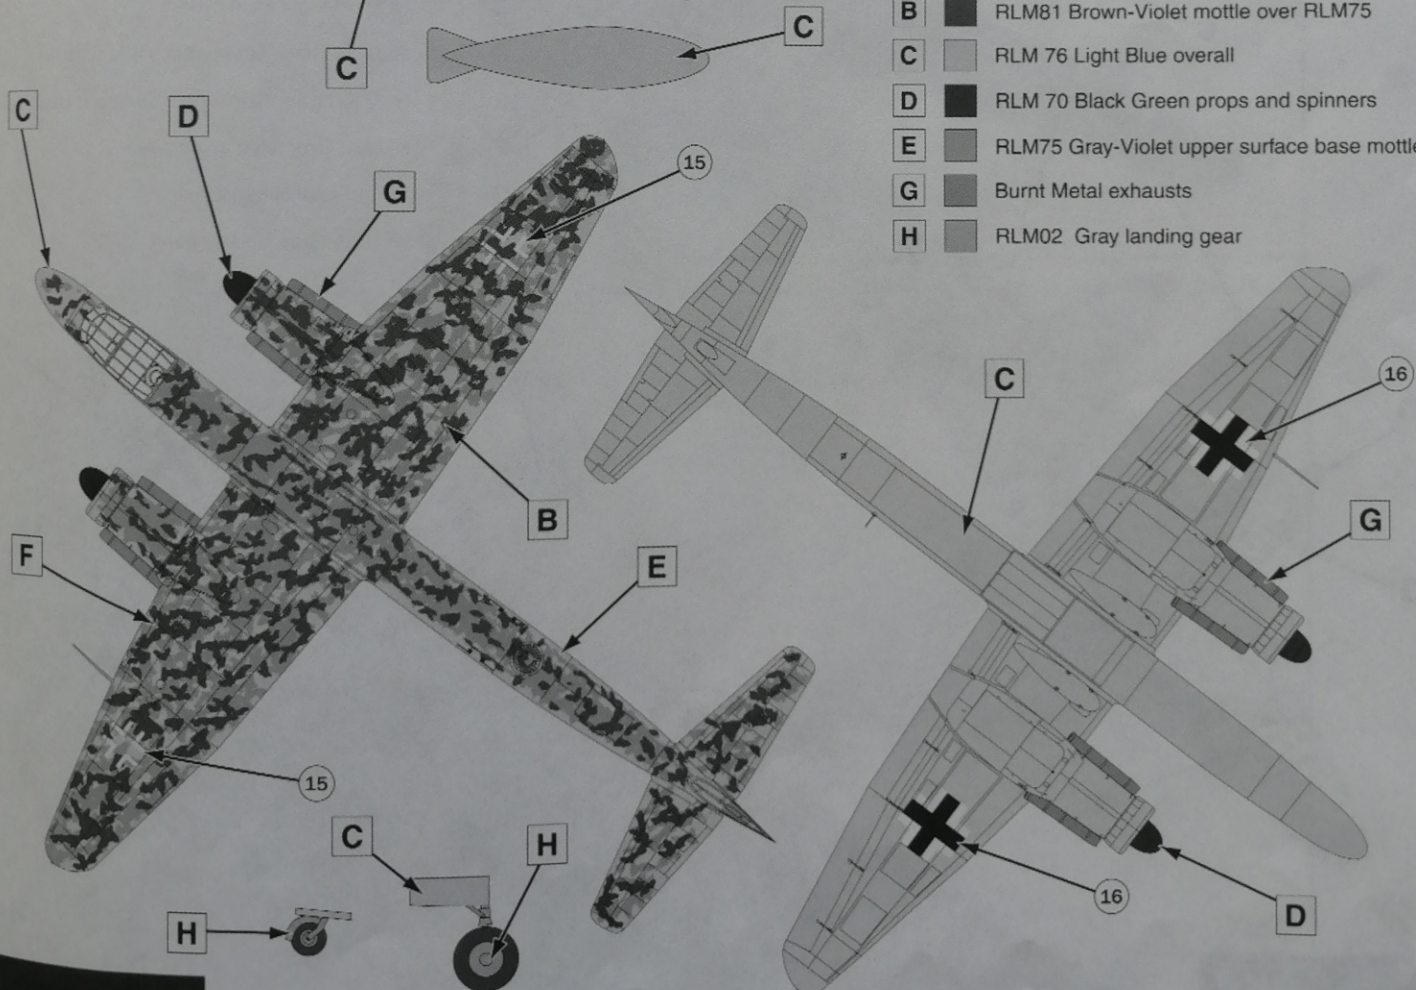 B RLM81 Brown-Violet mottle over RLM75
C
C
C RLM 76 Light Blue overall
C
D
D RLM 70 Black Green props and spinners
E RLM75 Gray-Violet upper surface base mottle
15
G
G Burnt Metal exhausts
H RLM02 Gray landing gear
C
16
B
G
F
E
15
C
H
16
H
D